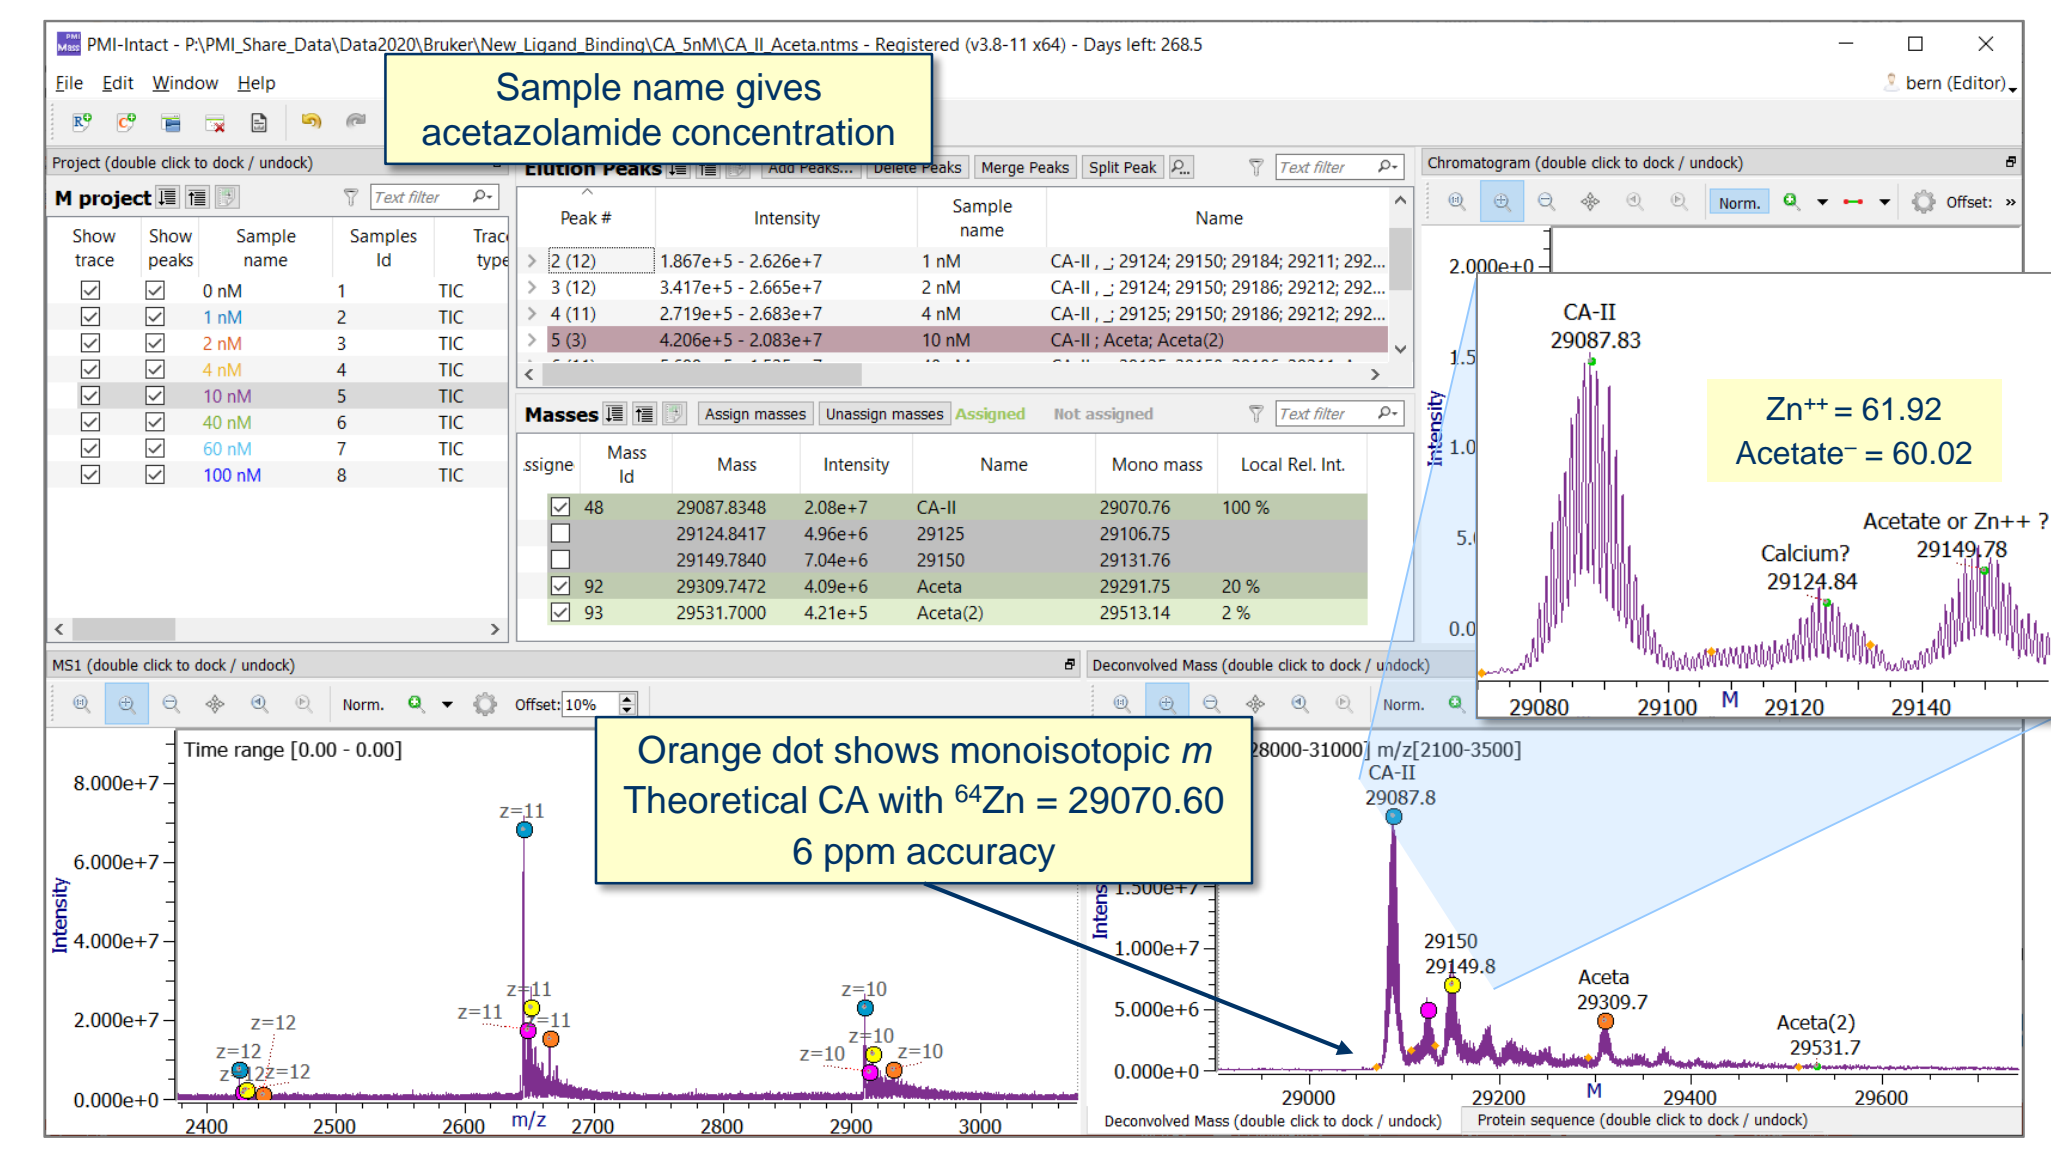 PMI-Intact - P:\PMI_Share_Data\Data2020\Bruker\New_Ligand_Binding\CA_5nM\CA_II_Aceta.ntms - Registered (v3.8-11 x64) - Days left: 268.5
File Edit Window Help
bern (Editor)
Sample name gives
acetazolamide concentration
Project (double click to dock / undock)
M project
Text filter
Show trace
Show peaks
Sample name
Samples Id
0 nM 1 TIC
1 nM 2 TIC
2 nM 3 TIC
4 nM 4 TIC
10 nM 5 TIC
40 nM 6 TIC
60 nM 7 TIC
100 nM 8 TIC
Elution Peaks Add Peaks... Delete Peaks Merge Peaks Split Peak
Text filter
Peak # Intensity Sample name Name
2 (12) 1.867e+5 - 2.626e+7 1 nM CA-II , _; 29124; 29150; 29184; 29211; 292...
3 (12) 3.417e+5 - 2.665e+7 2 nM CA-II , _; 29124; 29150; 29186; 29212; 292...
4 (11) 2.719e+5 - 2.683e+7 4 nM CA-II , _; 29125; 29150; 29186; 29212; 292...
5 (3) 4.206e+5 - 2.083e+7 10 nM CA-II ; Aceta; Aceta(2)
Masses Assign masses Unassign masses Assigned Not assigned
Text filter
Mass Id Mass Intensity Name Mono mass Local Rel. Int.
48 29087.8348 2.08e+7 CA-II 29070.76 100 %
29124.8417 4.96e+6 29125 29106.75
29149.7840 7.04e+6 29150 29131.76
92 29309.7472 4.09e+6 Aceta 29291.75 20 %
93 29531.7000 4.21e+5 Aceta(2) 29513.14 2 %
Chromatogram (double click to dock / undock)
Norm. Offset: »
2.000e+0
Intensity
CA-II
29087.83
Zn++ = 61.92
Acetate– = 60.02
Acetate or Zn++ ?
29149.78
Calcium?
29124.84
29080 29100 M 29120 29140
MS1 (double click to dock / undock)
Norm. Offset: 10%
Time range [0.00 - 0.00]
8.000e+7
6.000e+7
4.000e+7
2.000e+7
0.000e+0
Intensity
z=12
z=12
z=12
z=11
z=11
z=11
z=11
z=10
z=10
z=10
z=10
2400 2500 2600 m/z 2700 2800 2900 3000
Orange dot shows monoisotopic m
Theoretical CA with 64Zn = 29070.60
6 ppm accuracy
Deconvolved Mass (double click to dock / undock)
Norm.
28000-31000] m/z[2100-3500]
CA-II
29087.8
29150
29149.8
Aceta
29309.7
Aceta(2)
29531.7
1.500e+7
1.000e+7
5.000e+6
0.000e+0
29000 29200 M 29400 29600
Deconvolved Mass (double click to dock / undock) Protein sequence (double click to dock / undock)